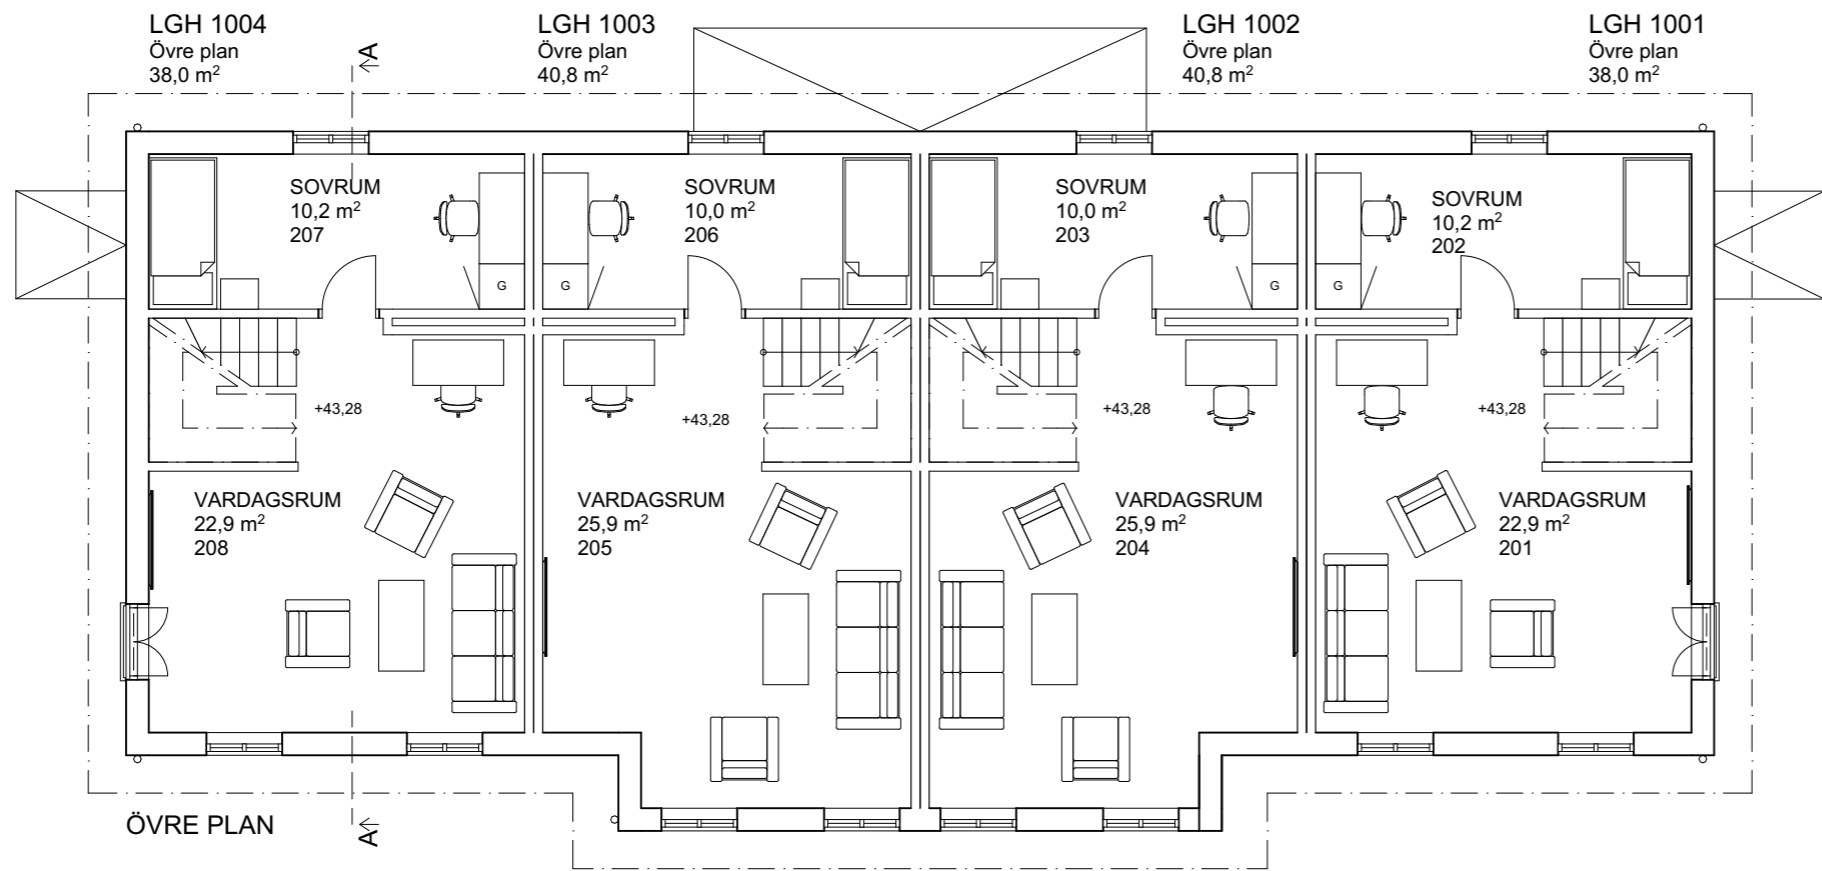 LGH 1004
Övre plan
38,0 m²
A
LGH 1003
Övre plan
40,8 m²
LGH 1002
Övre plan
40,8 m²
LGH 1001
Övre plan
38,0 m²
SOVRUM
10,2 m²
207
G
SOVRUM
10,0 m²
206
G
SOVRUM
10,0 m²
203
G
SOVRUM
10,2 m²
202
G
+43,28
+43,28
+43,28
+43,28
VARDAGSRUM
22,9 m²
208
VARDAGSRUM
25,9 m²
205
VARDAGSRUM
25,9 m²
204
VARDAGSRUM
22,9 m²
201
ÖVRE PLAN
A